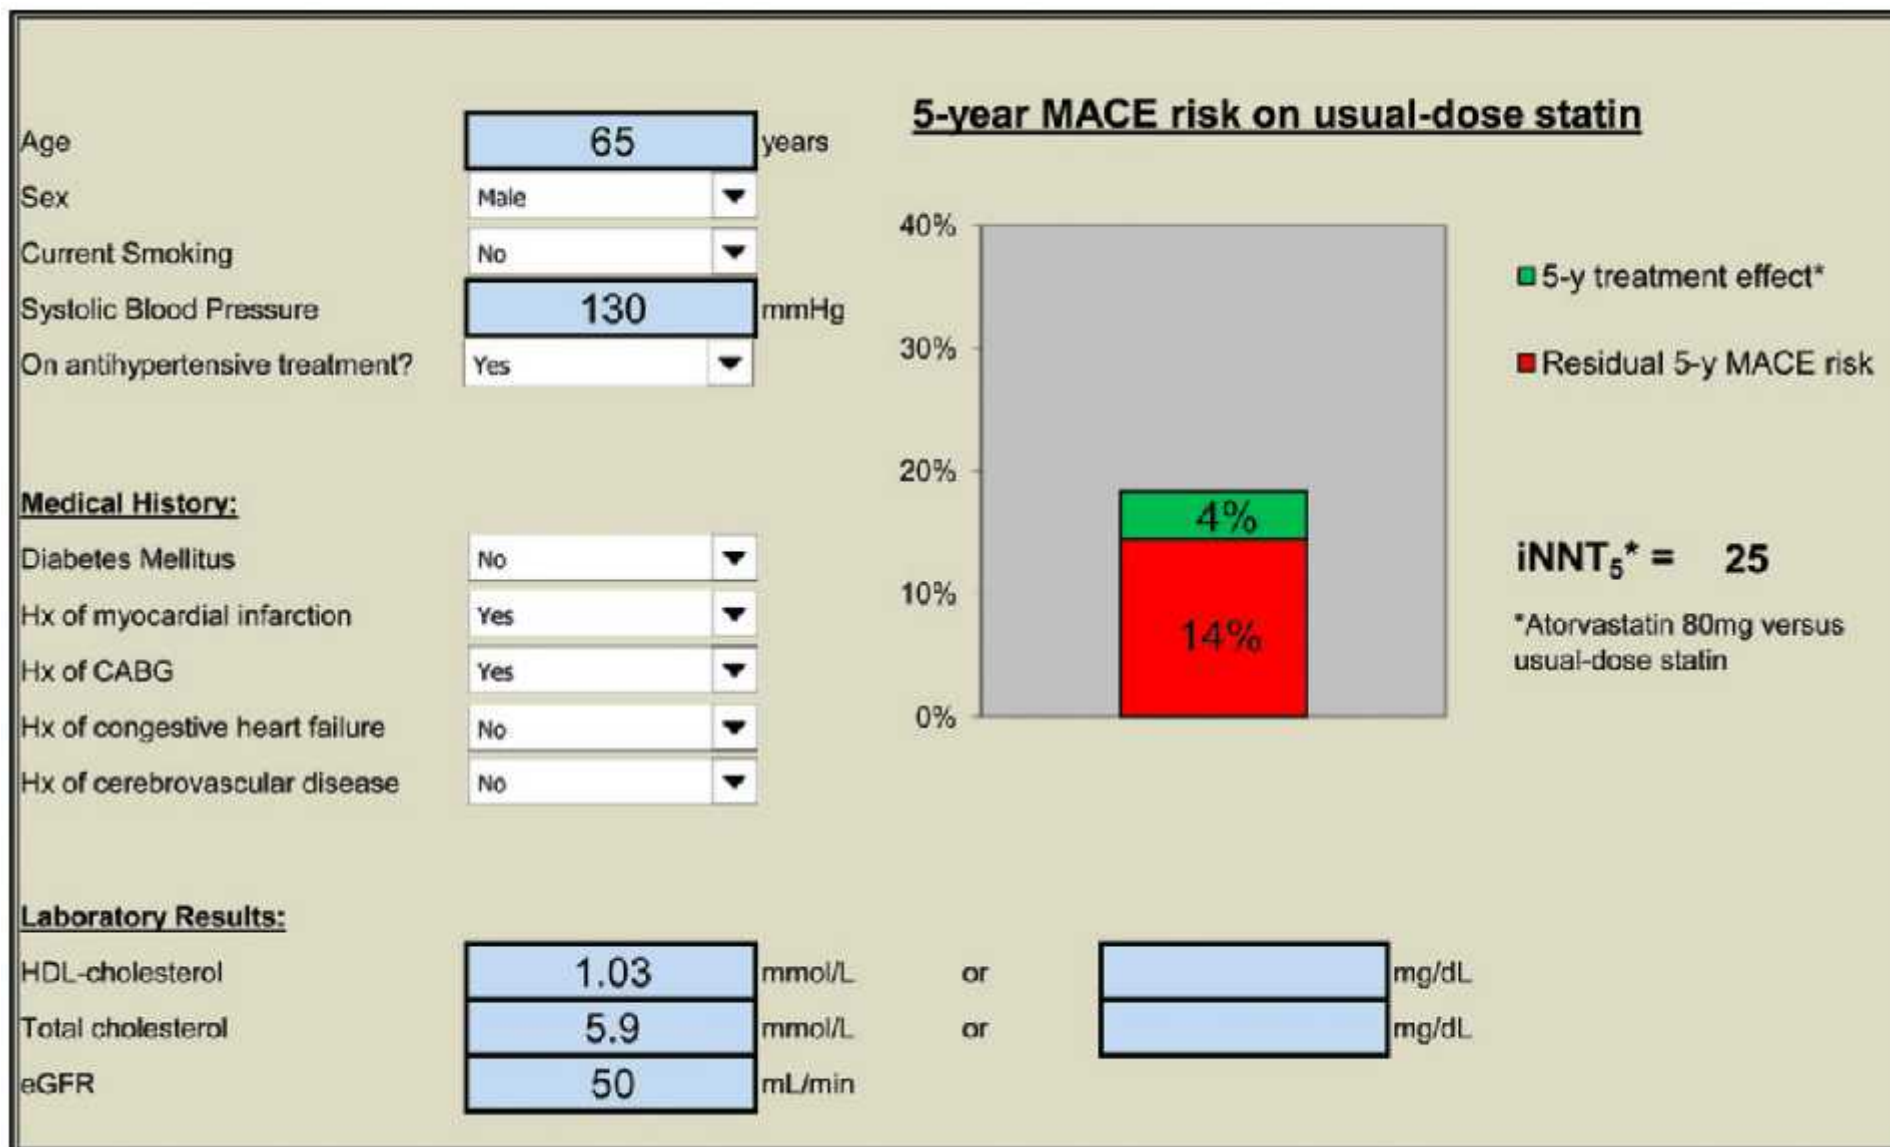 5-year MACE risk on usual-dose statin
Age 65 years
Sex Male
Current Smoking No
Systolic Blood Pressure 130 mmHg
On antihypertensive treatment? Yes
Medical History:
Diabetes Mellitus No
Hx of myocardial infarction Yes
Hx of CABG Yes
Hx of congestive heart failure No
Hx of cerebrovascular disease No
Laboratory Results:
HDL-cholesterol 1.03 mmol/L or mg/dL
Total cholesterol 5.9 mmol/L or mg/dL
eGFR 50 mL/min
40%
30%
20%
10%
0%
4%
14%
5-y treatment effect*
Residual 5-y MACE risk
iNNT5* = 25
*Atorvastatin 80mg versus
usual-dose statin